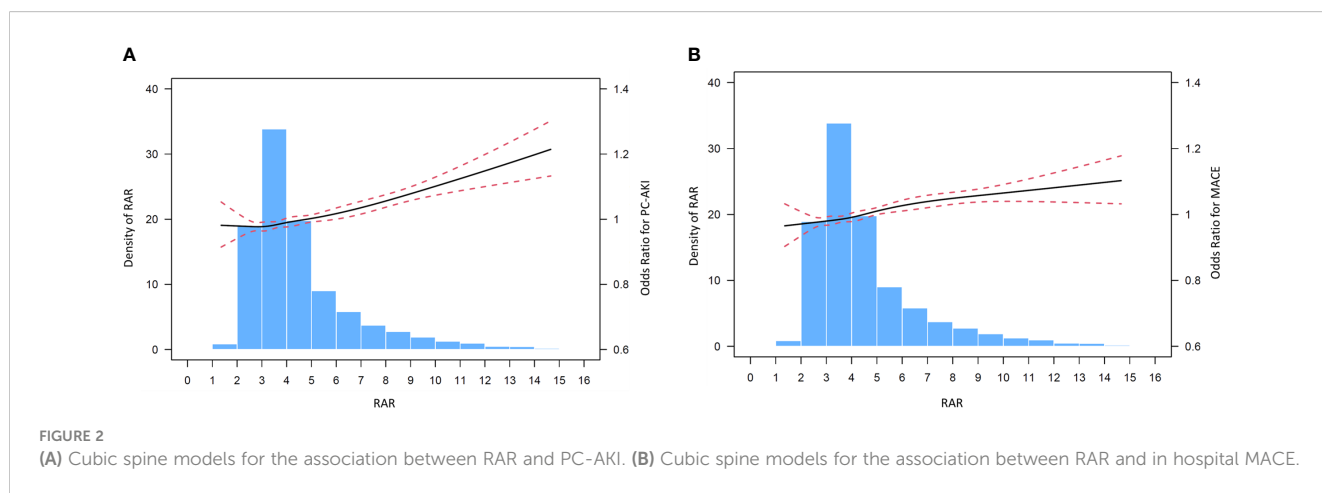 A
40
30
20
10
0
Density of RAR
1.4
1.2
1
0.8
0.6
Odds Ratio for PC-AKI
0 1 2 3 4 5 6 7 8 9 10 11 12 13 14 15 16
RAR
B
40
30
20
10
0
Density of RAR
1.4
1.2
1
0.8
0.6
Odds Ratio for MACE
0 1 2 3 4 5 6 7 8 9 10 11 12 13 14 15 16
RAR
FIGURE 2
(A) Cubic spine models for the association between RAR and PC-AKI. (B) Cubic spine models for the association between RAR and in hospital MACE.